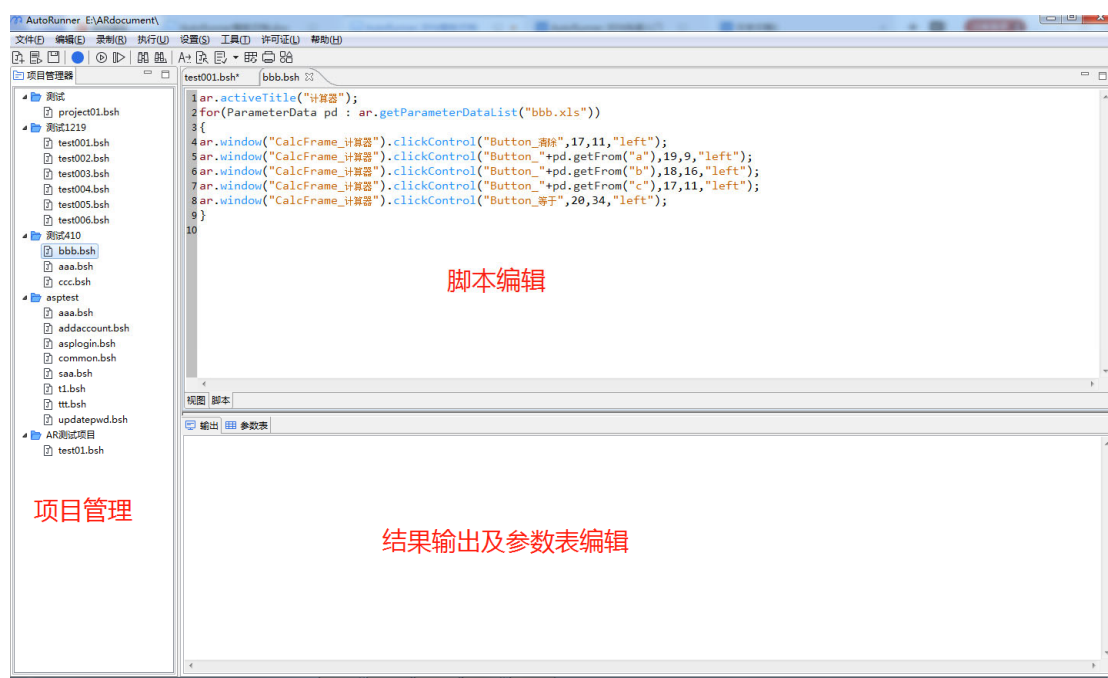 AutoRunner E:\ARdocument\
文件(F) 编辑(E) 录制(R) 执行(U) 设置(S) 工具(T) 许可证(L) 帮助(H)
项目管理器
test001.bsh* bbb.bsh
测试
project01.bsh
测试1219
test001.bsh
test002.bsh
test003.bsh
test004.bsh
test005.bsh
test006.bsh
测试410
bbb.bsh
aaa.bsh
ccc.bsh
asptest
aaa.bsh
addaccount.bsh
asplogin.bsh
common.bsh
saa.bsh
t1.bsh
ttt.bsh
updatepwd.bsh
AR测试项目
test01.bsh
项目管理
1 ar.activeTitle("计算器");
2 for(ParameterData pd : ar.getParameterDataList("bbb.xls"))
3 {
4 ar.window("CalcFrame_计算器").clickControl("Button_清除",17,11,"left");
5 ar.window("CalcFrame_计算器").clickControl("Button_"+pd.getFrom("a"),19,9,"left");
6 ar.window("CalcFrame_计算器").clickControl("Button_"+pd.getFrom("b"),18,16,"left");
7 ar.window("CalcFrame_计算器").clickControl("Button_"+pd.getFrom("c"),17,11,"left");
8 ar.window("CalcFrame_计算器").clickControl("Button_等于",20,34,"left");
9 }
10
脚本编辑
视图 脚本
输出 参数表
结果输出及参数表编辑